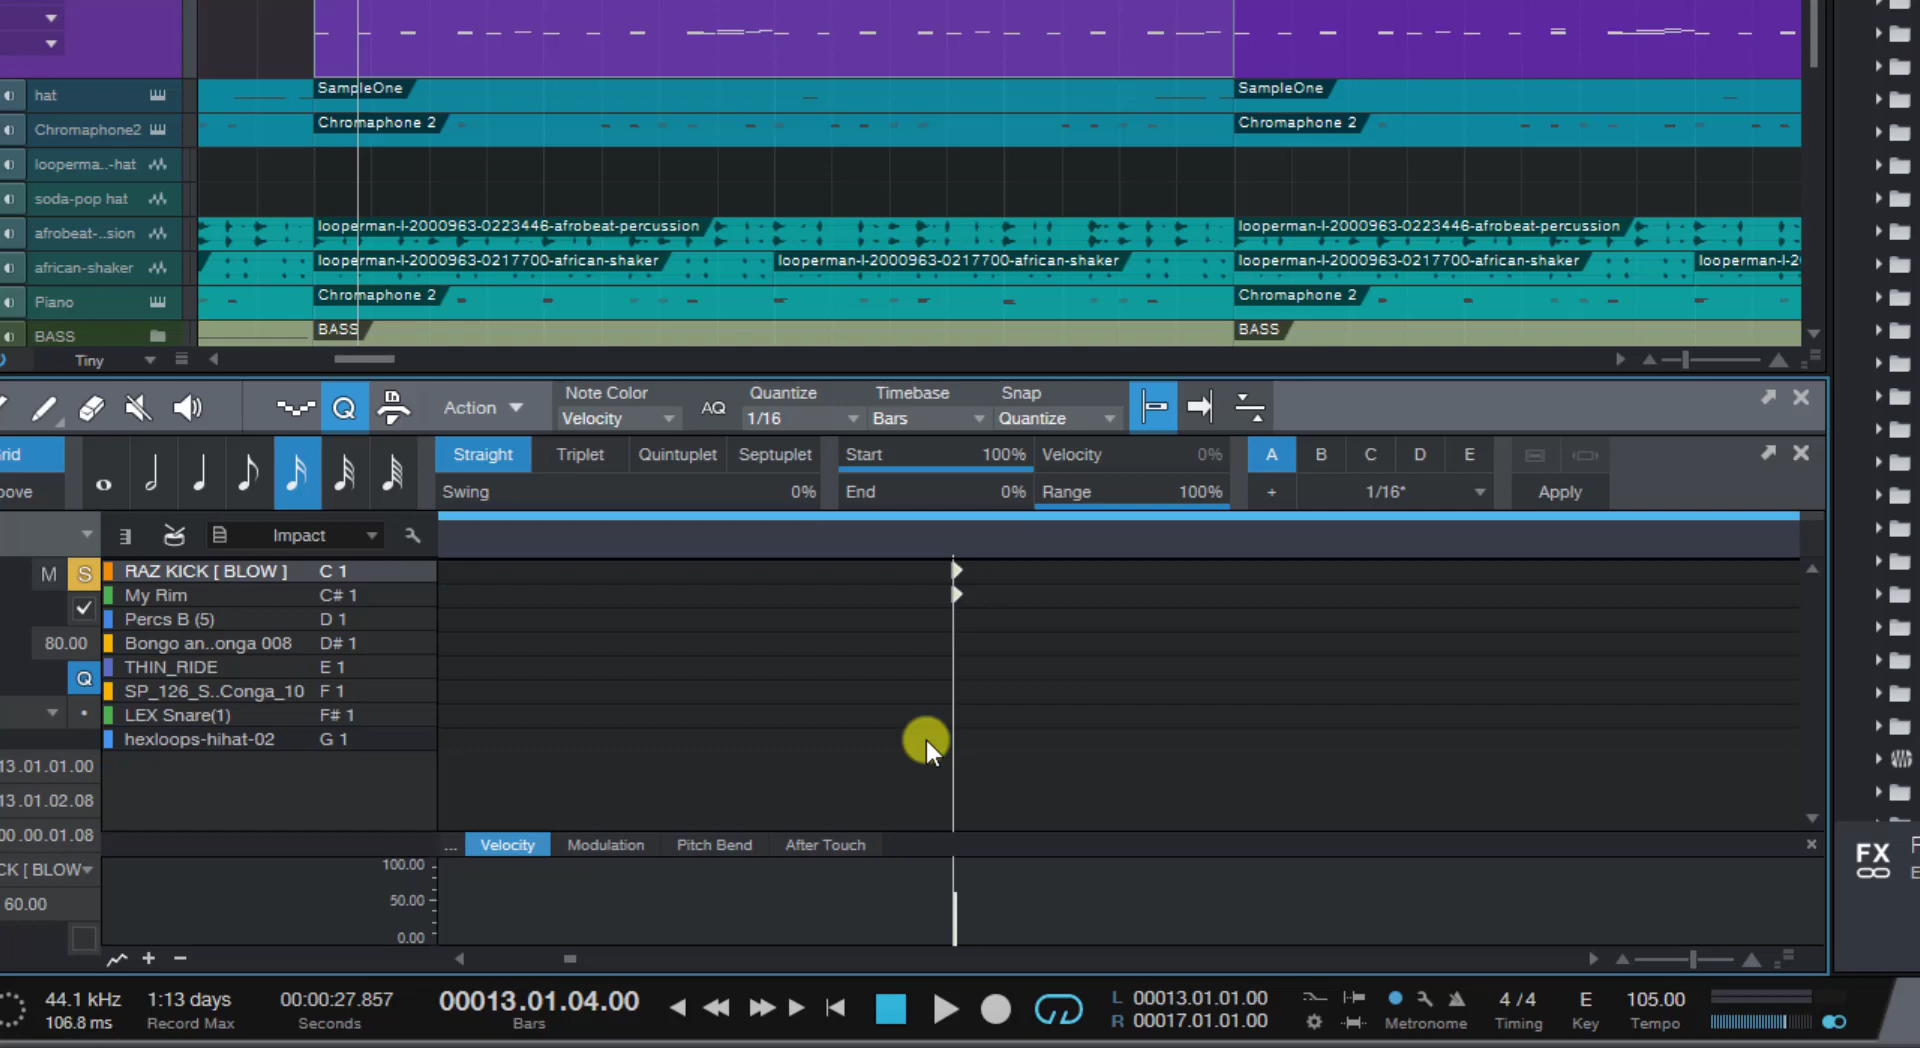 SampleOne
SampleOne
hat
Chromaphone 2
Chromaphone 2
Chromaphone2
looperma..-hat
soda-pop hat
looperman-l-2000963-0223446-afrobeat-percussion
looperman-l-2000963-0223446-afrobeat-percussion
afrobeat-..sion
looperman-l-2000963-0217700-african-shaker
looperman-l-2000963-0217700-african-shaker
looperman-l-2000963-0217700-african-shaker
looperman-l-2
african-shaker
Chromaphone 2
Chromaphone 2
Piano
BASS
BASS
BASS
Tiny
Action
Note Color
Velocity
AQ
Quantize
1/16
Timebase
Bars
Snap
Quantize
Q
rid
Straight
Triplet
Quintuplet
Septuplet
Start 100%
Velocity 0%
A
B
C
D
E
oove
Swing 0%
End 0%
Range 100%
+
1/16*
Apply
Impact
M
S
RAZ KICK [ BLOW ] C 1
My Rim C# 1
Percs B (5) D 1
80.00
Bongo an..onga 008 D# 1
THIN_RIDE E 1
Q
SP_126_S..Conga_10 F 1
LEX Snare(1) F# 1
hexloops-hihat-02 G 1
13.01.01.00
13.01.02.08
00.00.01.08
CK [ BLOW
60.00
...
Velocity
Modulation
Pitch Bend
After Touch
100.00
50.00
0.00
FX
44.1 kHz
106.8 ms
1:13 days
Record Max
00:00:27.857
Seconds
00013.01.04.00
Bars
L 00013.01.01.00
R 00017.01.01.00
Metronome
4 / 4
Timing
E
Key
105.00
Tempo